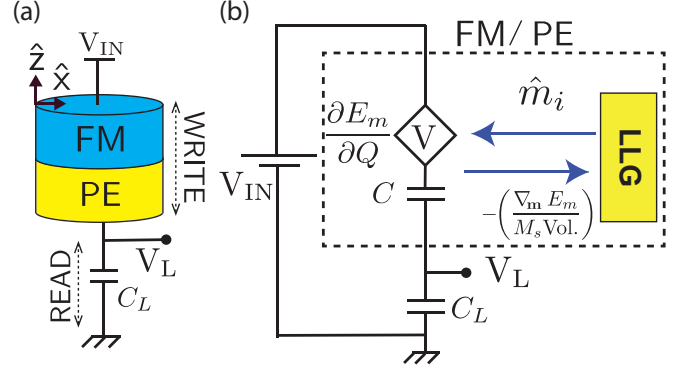 (a)
V_IN
ẑ
x̂
FM
PE
WRITE
READ
V_L
C_L
(b)
FM/PE
V_IN
∂E_m/∂Q
V
C
m̂_i
-(∇_m E_m / M_s Vol.)
LLG
V_L
C_L